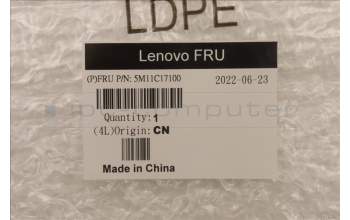 LDPE
Lenovo FRU
(P)FRU P/N: 5M11C17100 2022-06-23
Quantity: 1
(4L)Origin: CN
Made in China